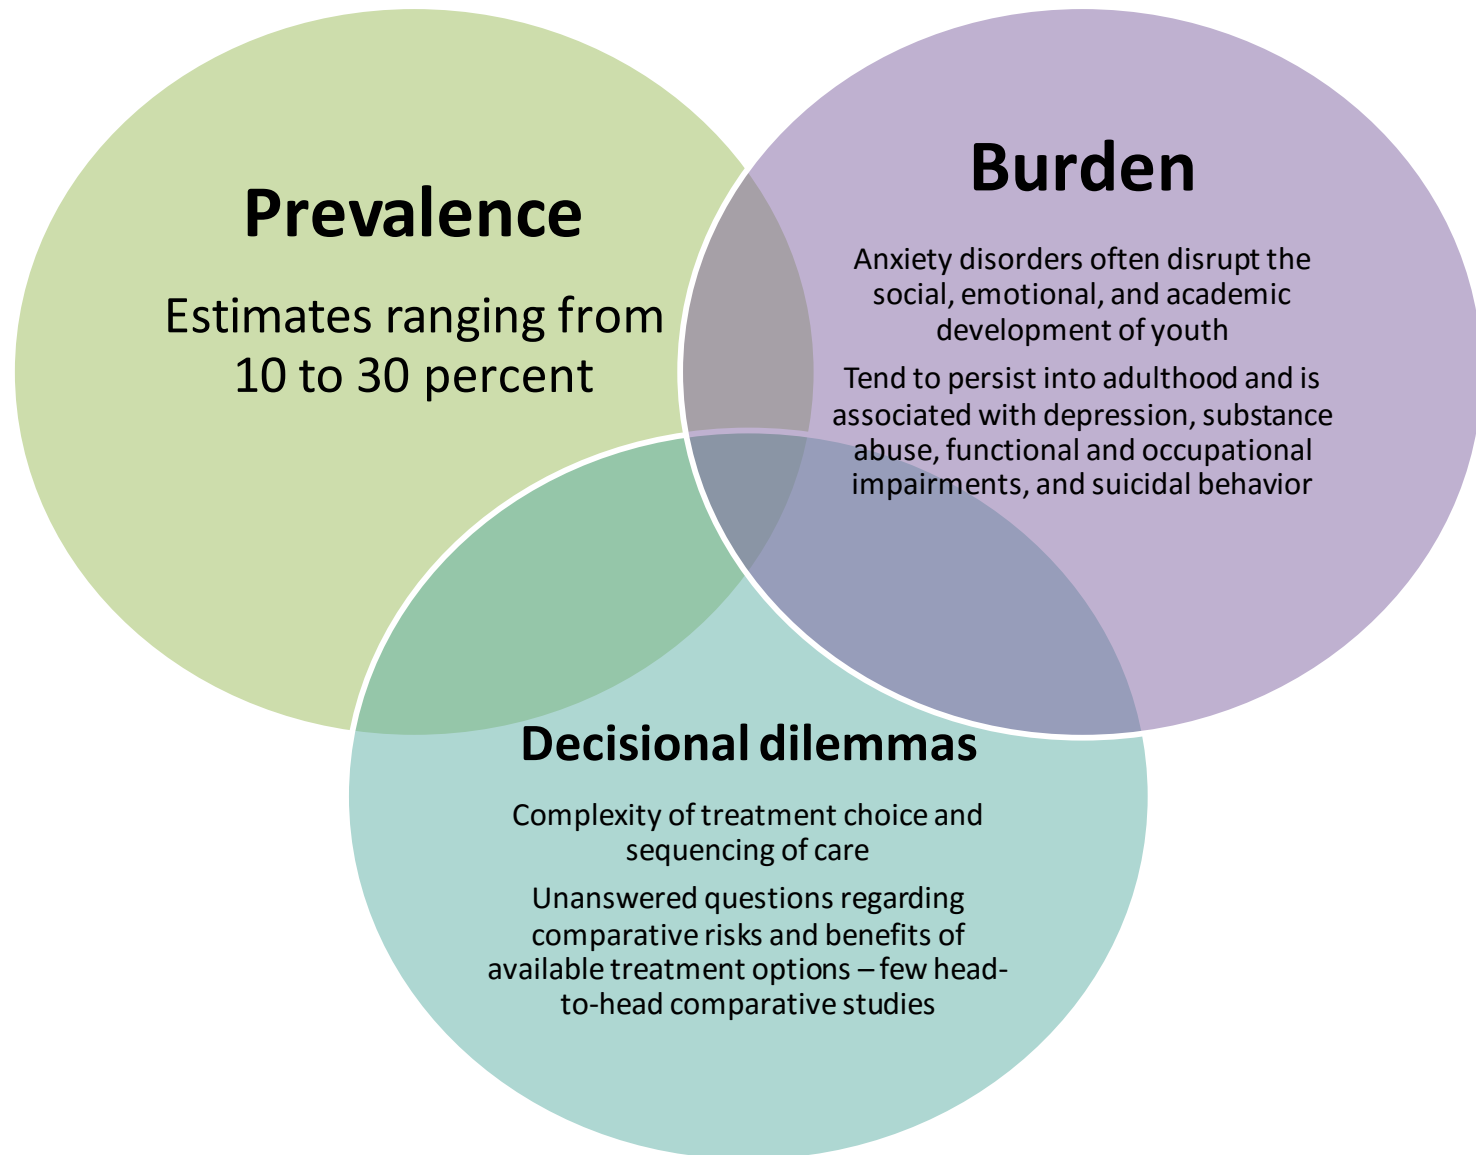 Prevalence
Estimates ranging from
10 to 30 percent
Burden
Anxiety disorders often disrupt the
social, emotional, and academic
development of youth
Tend to persist into adulthood and is
associated with depression, substance
abuse, functional and occupational
impairments, and suicidal behavior
Decisional dilemmas
Complexity of treatment choice and
sequencing of care
Unanswered questions regarding
comparative risks and benefits of
available treatment options – few head-
to-head comparative studies